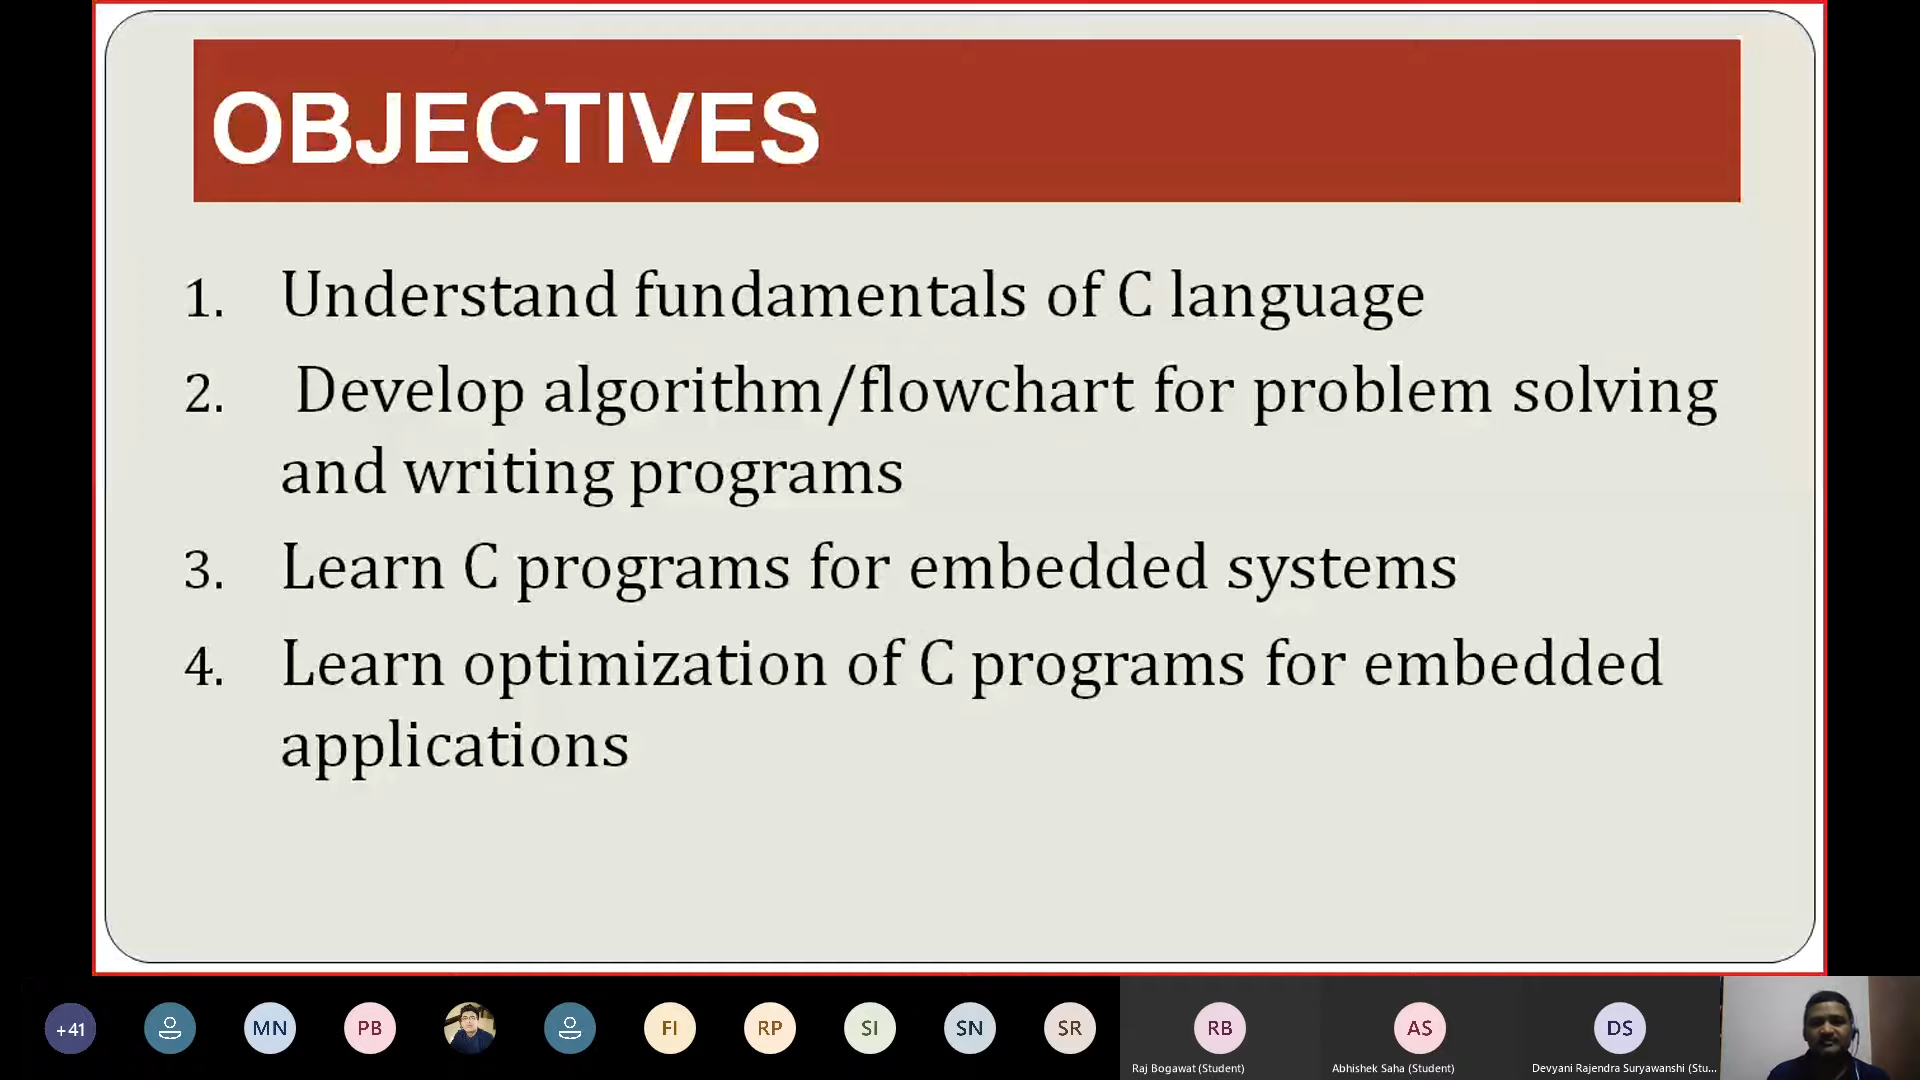 OBJECTIVES
1. Understand fundamentals of C language
2. Develop algorithm/flowchart for problem solving
and writing programs
3. Learn C programs for embedded systems
4. Learn optimization of C programs for embedded
applications
+41
MN
PB
FI
RP
SI
SN
SR
RB
AS
DS
Raj Bogawat (Student)
Abhishek Saha (Student)
Devyani Rajendra Suryawanshi (Stu...